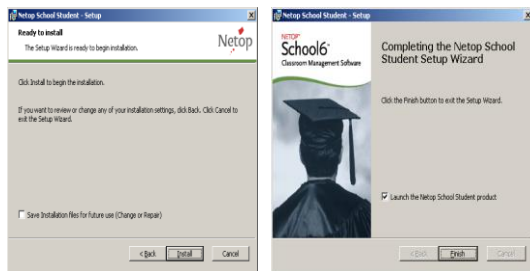 Netop School Student - Setup
Ready to install
The Setup Wizard is ready to begin installation.
Netop
Click Install to begin the installation.
If you want to review or change any of your installation settings, click Back. Click Cancel to
exit the Setup Wizard.
Save Installation files for future use (Change or Repair)
< Back
Install
Cancel
Netop School Student - Setup
NETOP
School6
Classroom Management Software
Completing the Netop School
Student Setup Wizard
Click the Finish button to exit the Setup Wizard.
Launch the Netop School Student product
< Back
Finish
Cancel